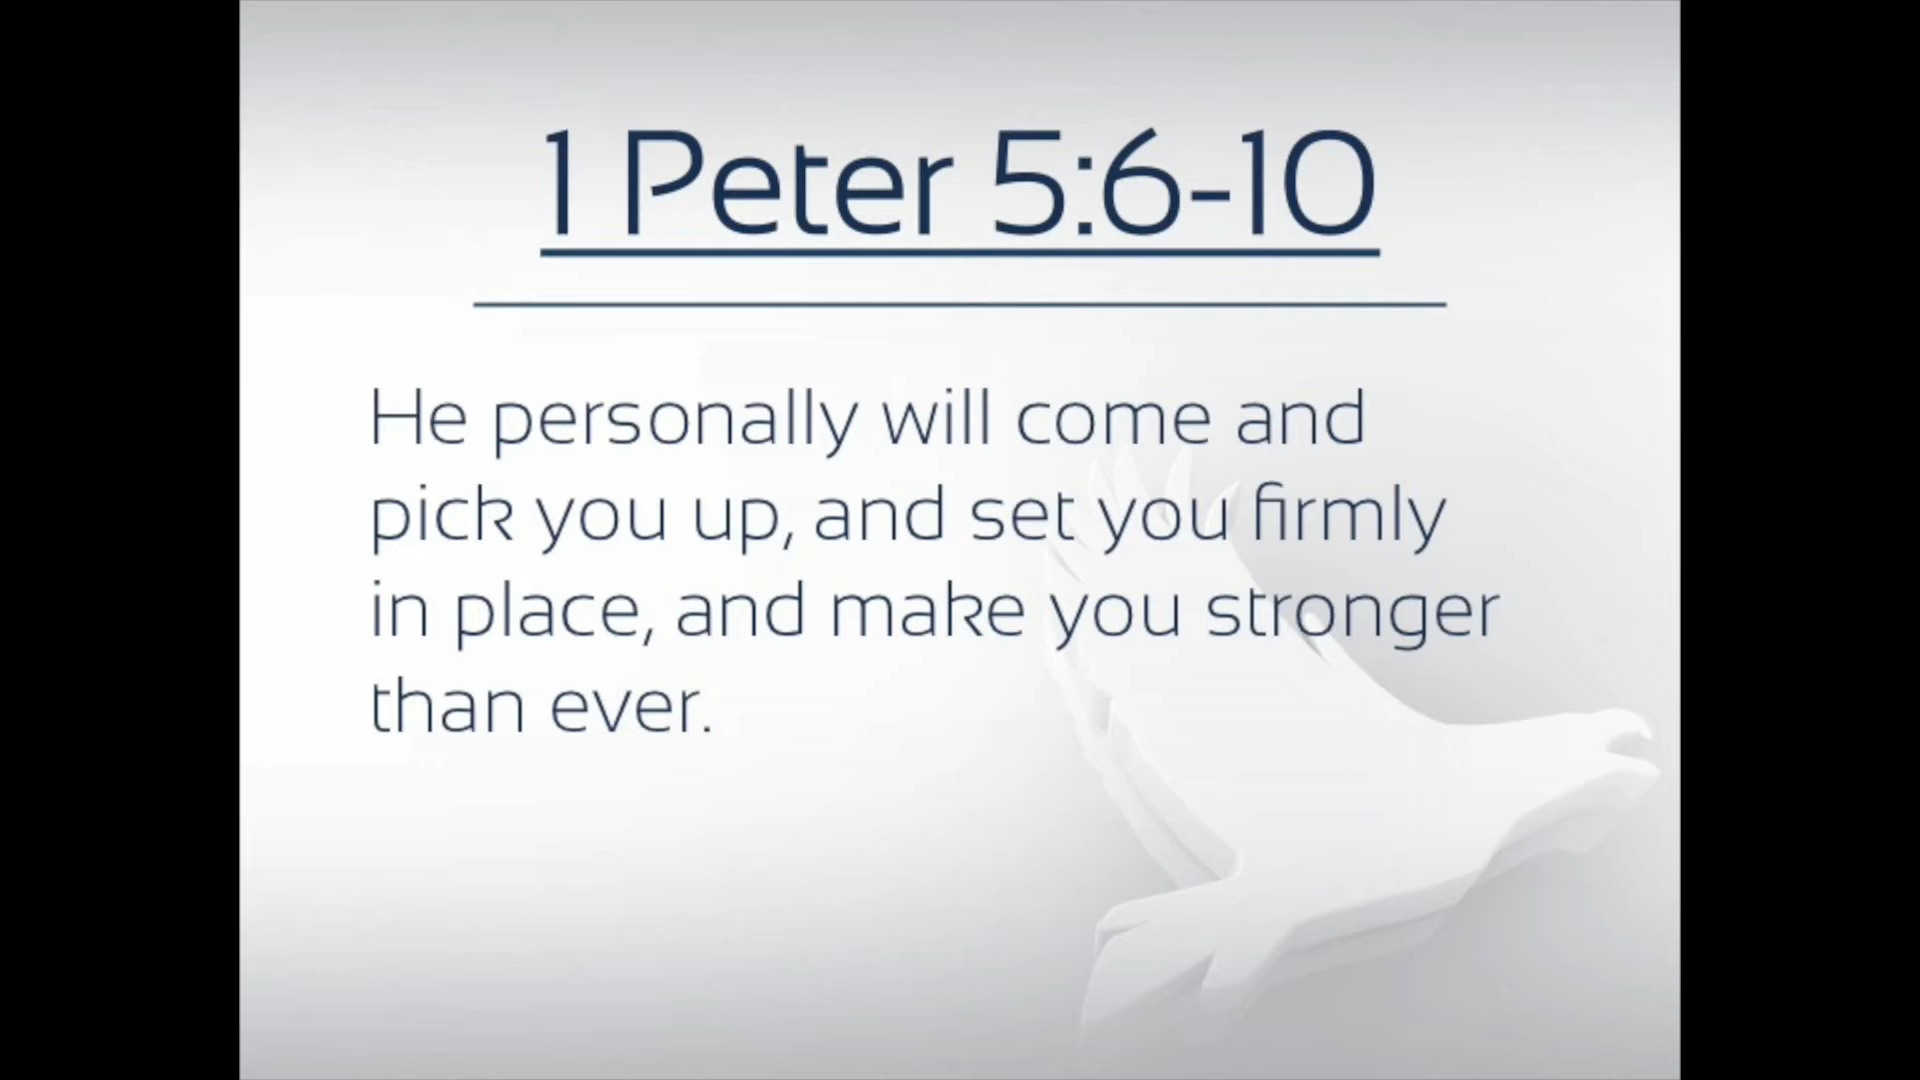 1 Peter 5:6-10
He personally will come and
pick you up, and set you firmly
in place, and make you stronger
than ever.